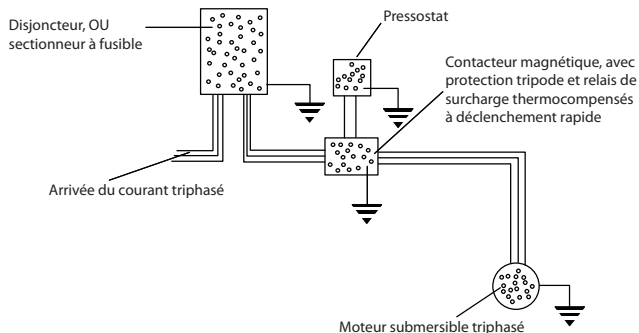 Disjoncteur, OU
sectionneur à fusible
Pressostat
Contacteur magnétique, avec
protection tripode et relais de
surcharge thermocompensés
à déclenchement rapide
Arrivée du courant triphasé
Moteur submersible triphasé